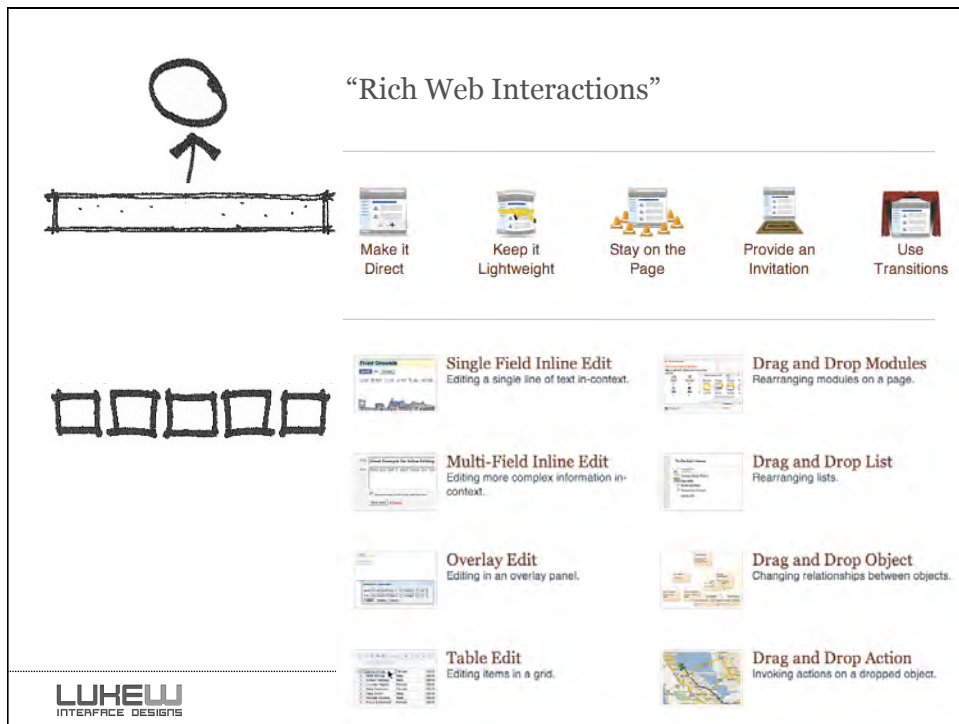 “Rich Web Interactions”
Make it
Direct
Keep it
Lightweight
Stay on the
Page
Provide an
Invitation
Use
Transitions
Single Field Inline Edit
Editing a single line of text in-context.
Drag and Drop Modules
Rearranging modules on a page.
Multi-Field Inline Edit
Editing more complex information in-
context.
Drag and Drop List
Rearranging lists.
Overlay Edit
Editing in an overlay panel.
Drag and Drop Object
Changing relationships between objects.
Table Edit
Editing items in a grid.
Drag and Drop Action
Invoking actions on a dropped object.
LUKEW
INTERFACE DESIGNS